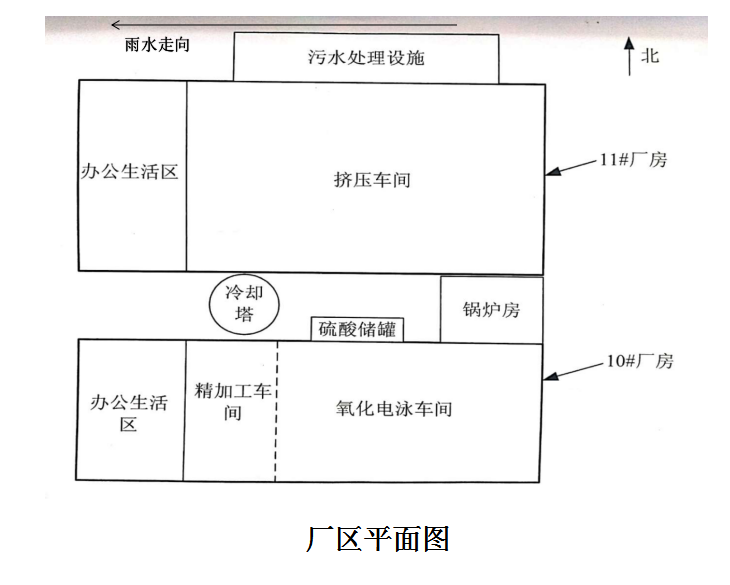 雨水走向
污水处理设施
北
办公生活区
挤压车间
11#厂房
冷却
塔
锅炉房
硫酸储罐
10#厂房
办公生活
区
精加工车
间
氧化电泳车间
厂区平面图